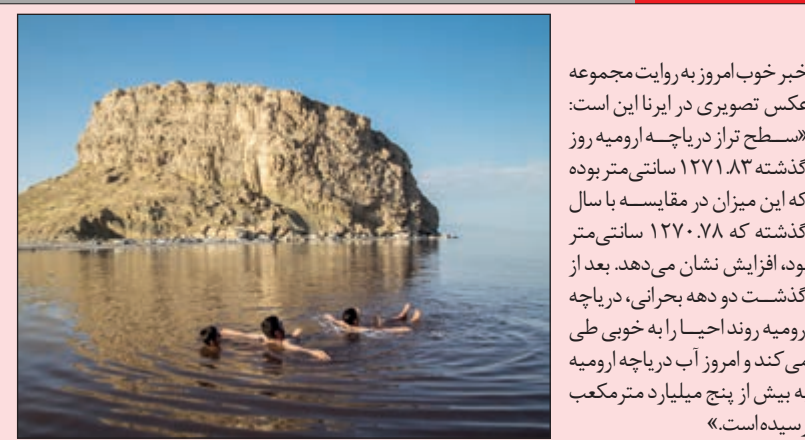 خبر خوب امروز به روایت مجموعه
عکس تصویری در ایرنا این است:
«سطح تراز دریاچه ارومیه روز
گذشته ۱۲۷۱.۸۳ سانتی‌متر بوده
که این میزان در مقایسه با سال
گذشته که ۱۲۷۰.۷۸ سانتی‌متر
بود، افزایش نشان می‌دهد. بعد از
گذشت دو دهه بحرانی، دریاچه
ارومیه روند احیا را به خوبی طی
می‌کند و امروز آب دریاچه ارومیه
به بیش از پنج میلیارد مترمکعب
رسیده‌است.»